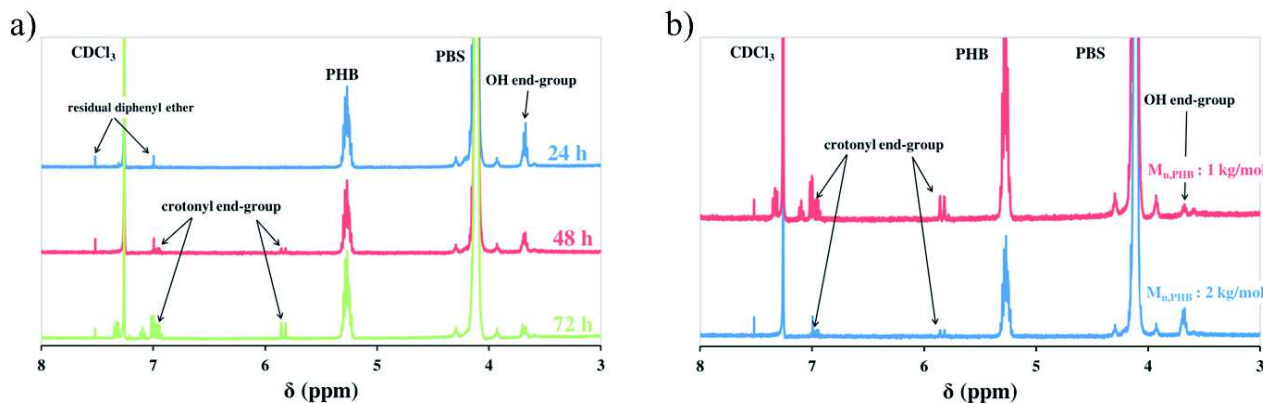 a)
CDCl₃
PHB
PBS
OH end-group
residual diphenyl ether
24 h
crotonyl end-group
48 h
72 h
8 7 6 5 4 3
δ (ppm)
b)
CDCl₃
PHB
PBS
OH end-group
crotonyl end-group
Mₙ,PHB : 1 kg/mol
Mₙ,PHB : 2 kg/mol
8 7 6 5 4 3
δ (ppm)